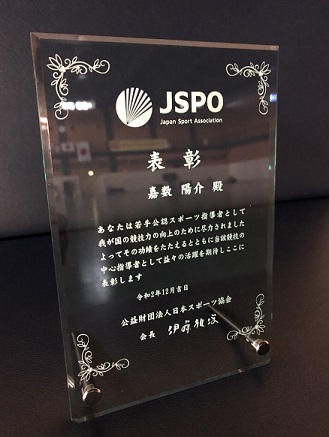 JSPO
Japan Sport Association
表彰
嘉数 陽介 殿
あなたは若手公認スポーツ指導者として
我が国の競技力の向上のために尽力されました
よってその功績をたたえるとともに当該競技の
中心指導者として益々の活躍を期待しここに
表彰します
令和2年12月吉日
公益財団法人日本スポーツ協会
会長 伊藤雅俊